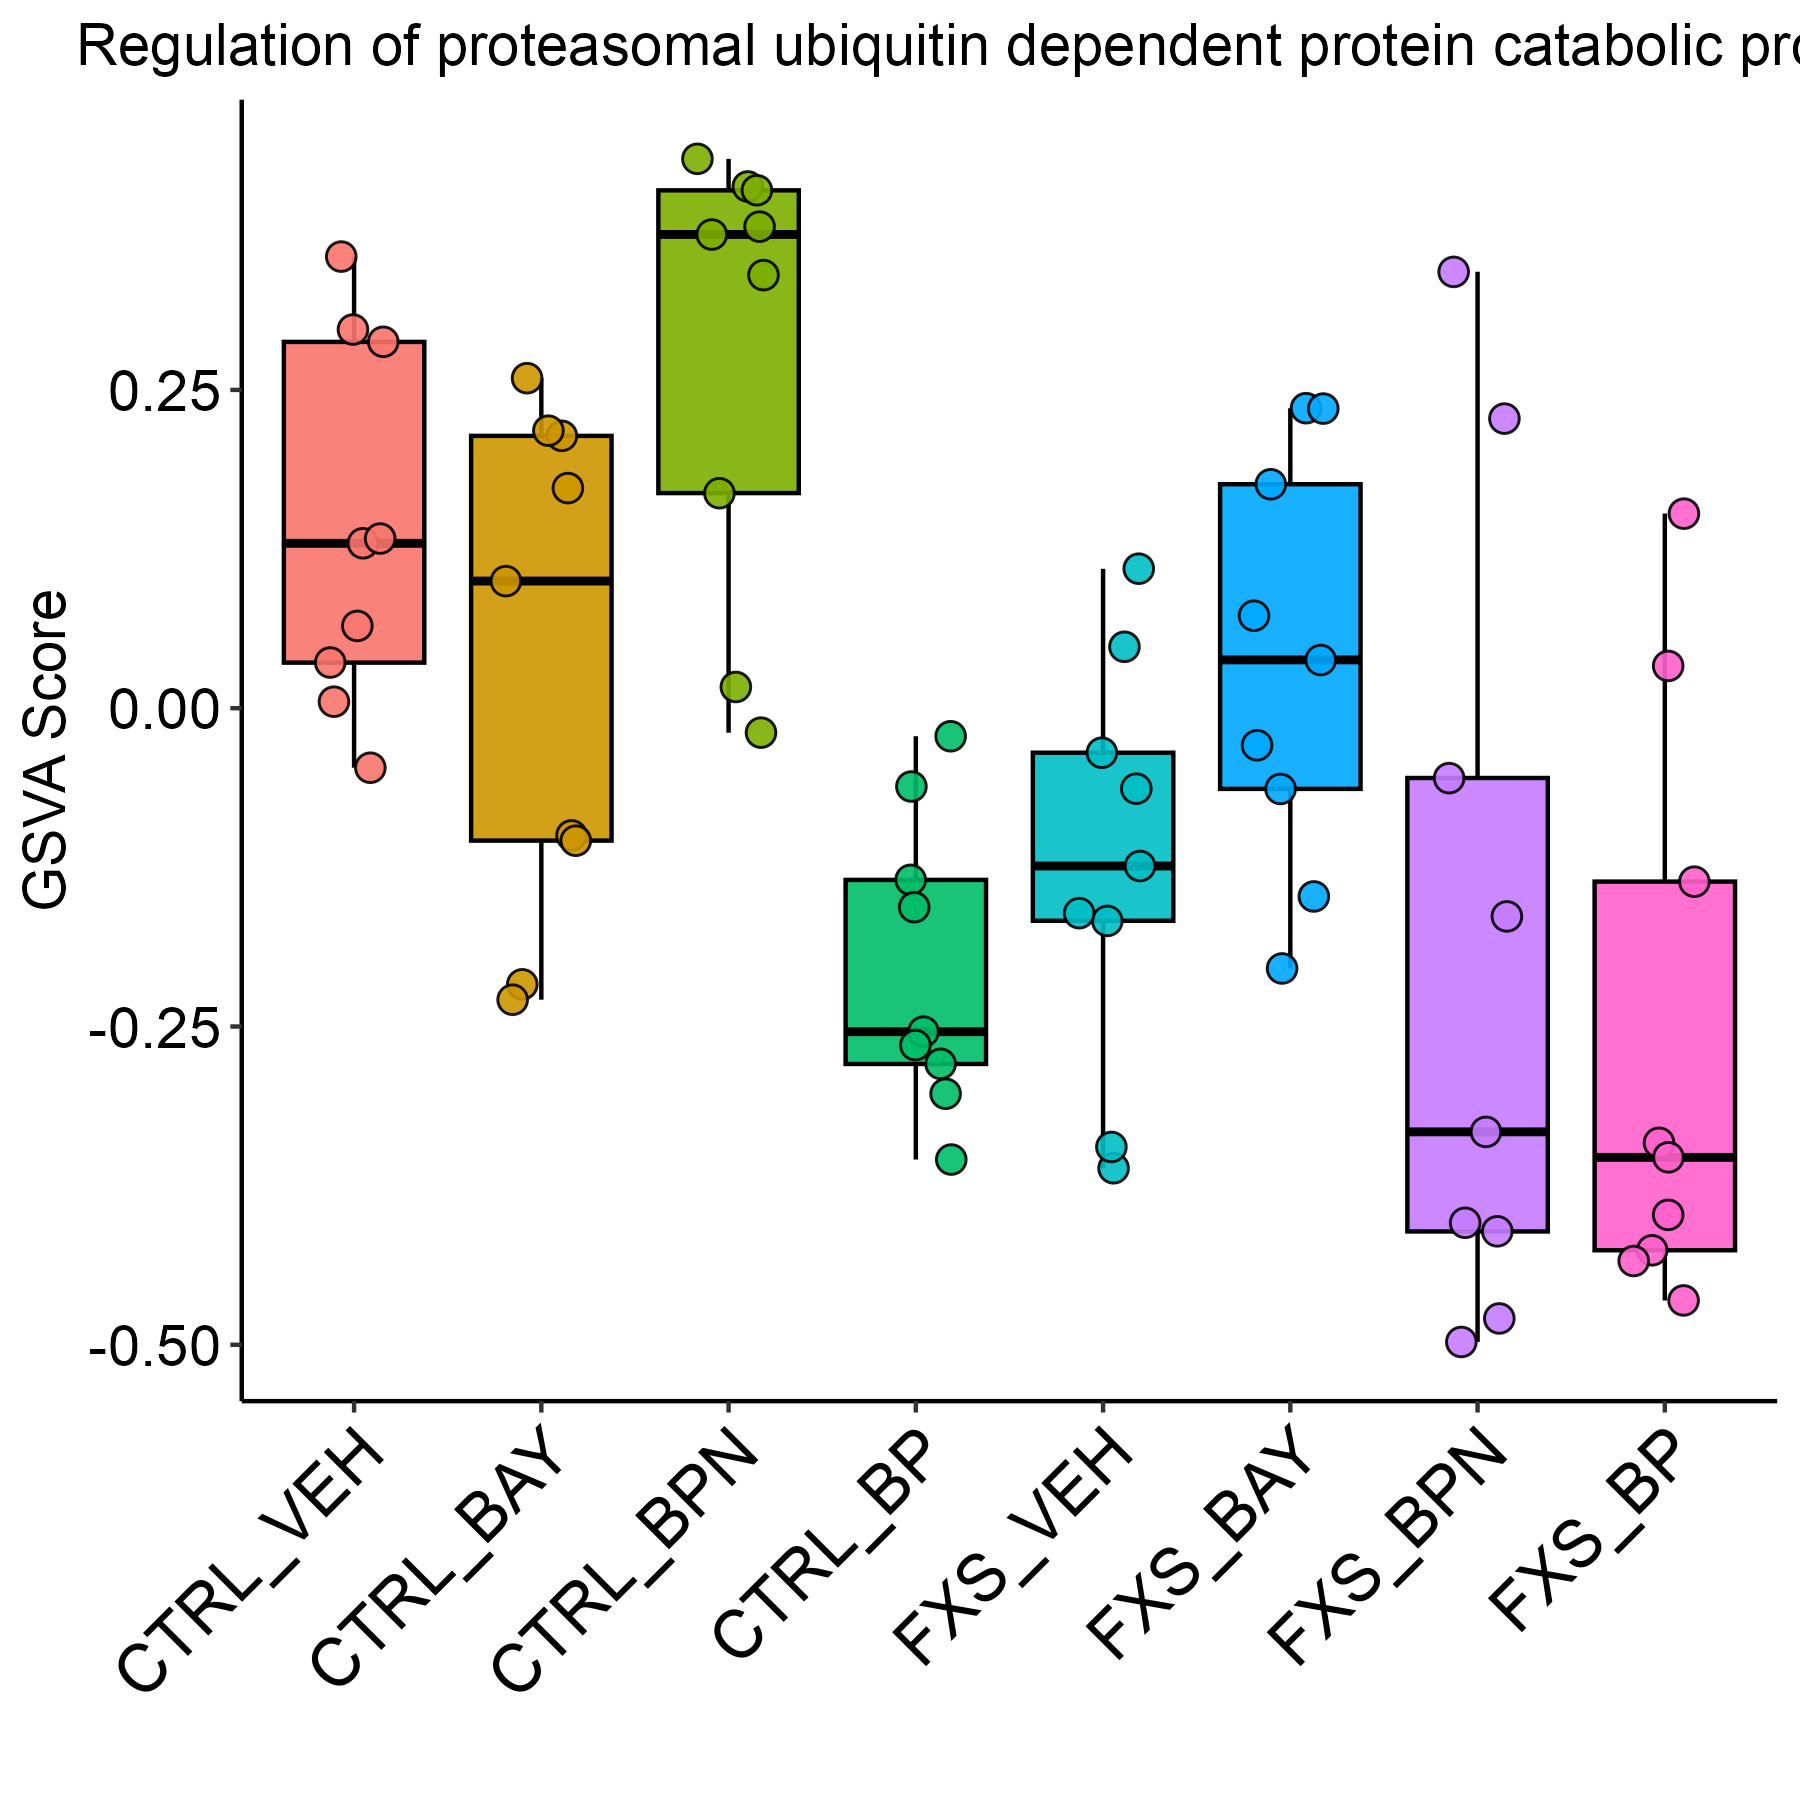 Regulation of proteasomal ubiquitin dependent protein catabolic pro
GSVA Score
0.25
0.00
-0.25
-0.50
CTRL_VEH
CTRL_BAY
CTRL_BPN
CTRL_BP
FXS_VEH
FXS_BAY
FXS_BPN
FXS_BP